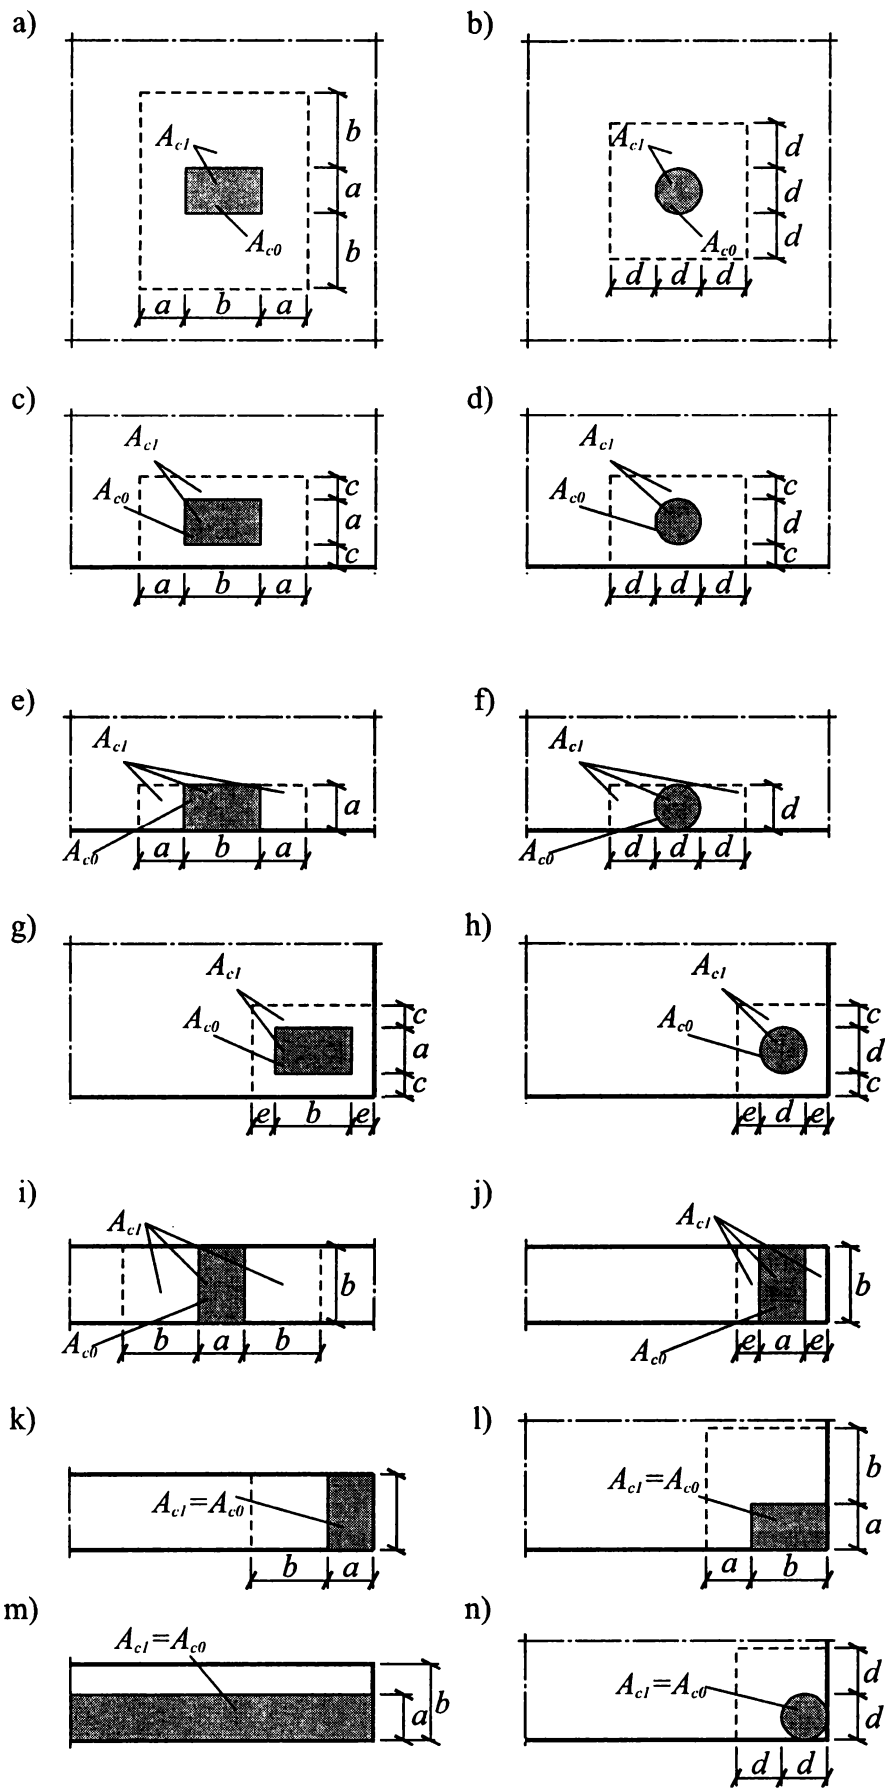 a)
A_c1
A_c0
b
a
b
a b a
b)
A_c1
A_c0
d
d
d
d d d
c)
A_c1
A_c0
c
a
c
a b a
d)
A_c1
A_c0
c
d
c
d d d
e)
A_c1
A_c0
a
a b a
f)
A_c1
A_c0
d
d d d
g)
A_c1
A_c0
c
a
c
e b e
h)
A_c1
A_c0
c
d
c
e d e
i)
A_c1
A_c0
b
b a b
j)
A_c1
A_c0
b
e a e
k)
A_c1=A_c0
b a
l)
A_c1=A_c0
b
a
a b
m)
A_c1=A_c0
a b
n)
A_c1=A_c0
d
d
d d